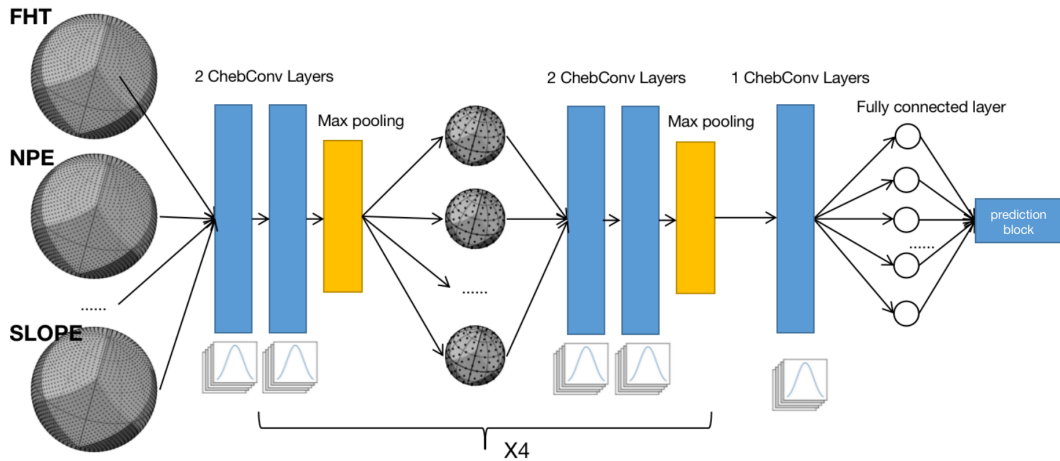 FHT
NPE
......
SLOPE
2 ChebConv Layers
Max pooling
......
2 ChebConv Layers
Max pooling
1 ChebConv Layers
Fully connected layer
......
prediction
block
X4